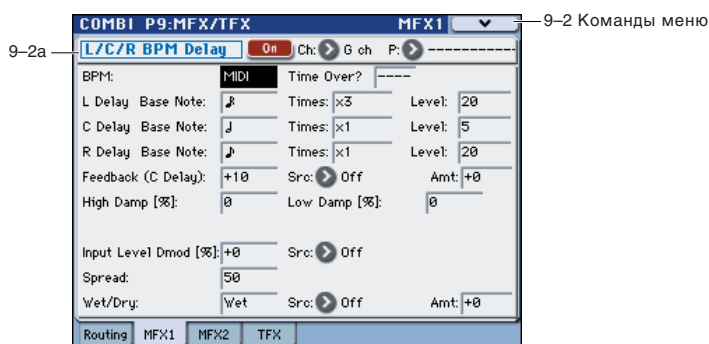 COMBI P9:MFX/TFX MFX1
9–2 Команды меню
9–2a
L/C/R BPM Delay On Ch: G ch P: ------------
BPM: MIDI Time Over? ----
L Delay Base Note: Times: x3 Level: 20
C Delay Base Note: Times: x1 Level: 5
R Delay Base Note: Times: x1 Level: 20
Feedback (C Delay): +10 Src: Off Amt: +0
High Damp [%]: 0 Low Damp [%]: 0
Input Level Dmod [%]: +0 Src: Off
Spread: 50
Wet/Dry: Wet Src: Off Amt: +0
Routing MFX1 MFX2 TFX